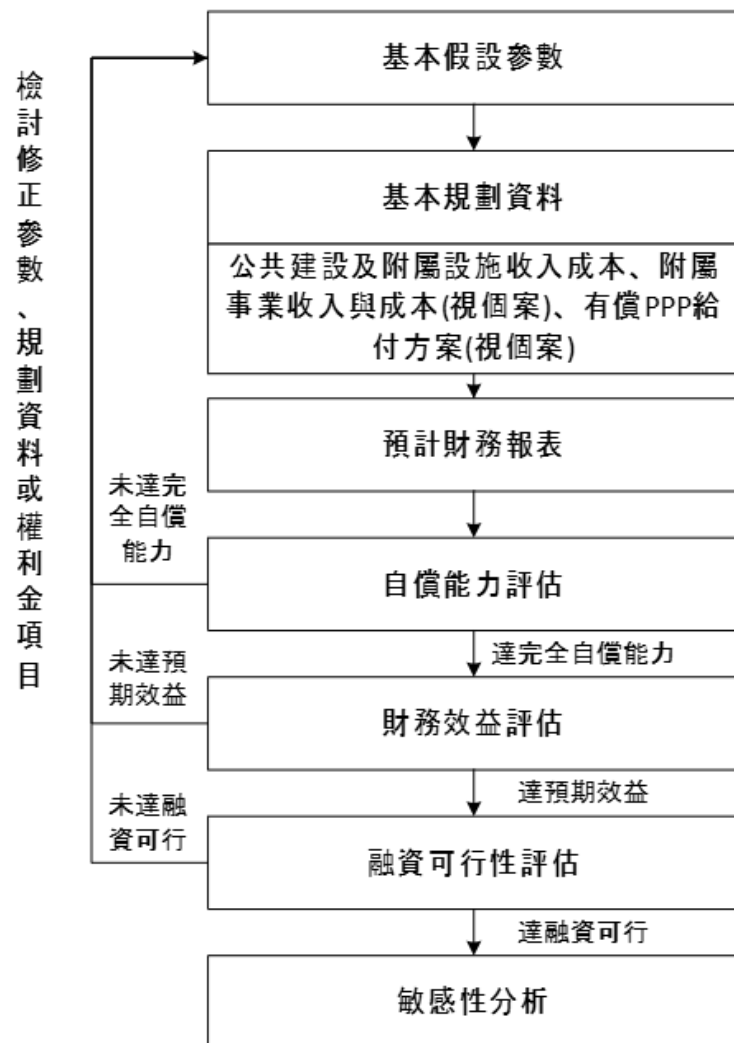 檢討修正參數、規劃資料或權利金項目
基本假設參數
基本規劃資料
公共建設及附屬設施收入成本、附屬
事業收入與成本(視個案)、有償PPP給
付方案(視個案)
預計財務報表
未達完
全自償
能力
自償能力評估
達完全自償能力
未達預
期效益
財務效益評估
達預期效益
未達融
資可行
融資可行性評估
達融資可行
敏感性分析